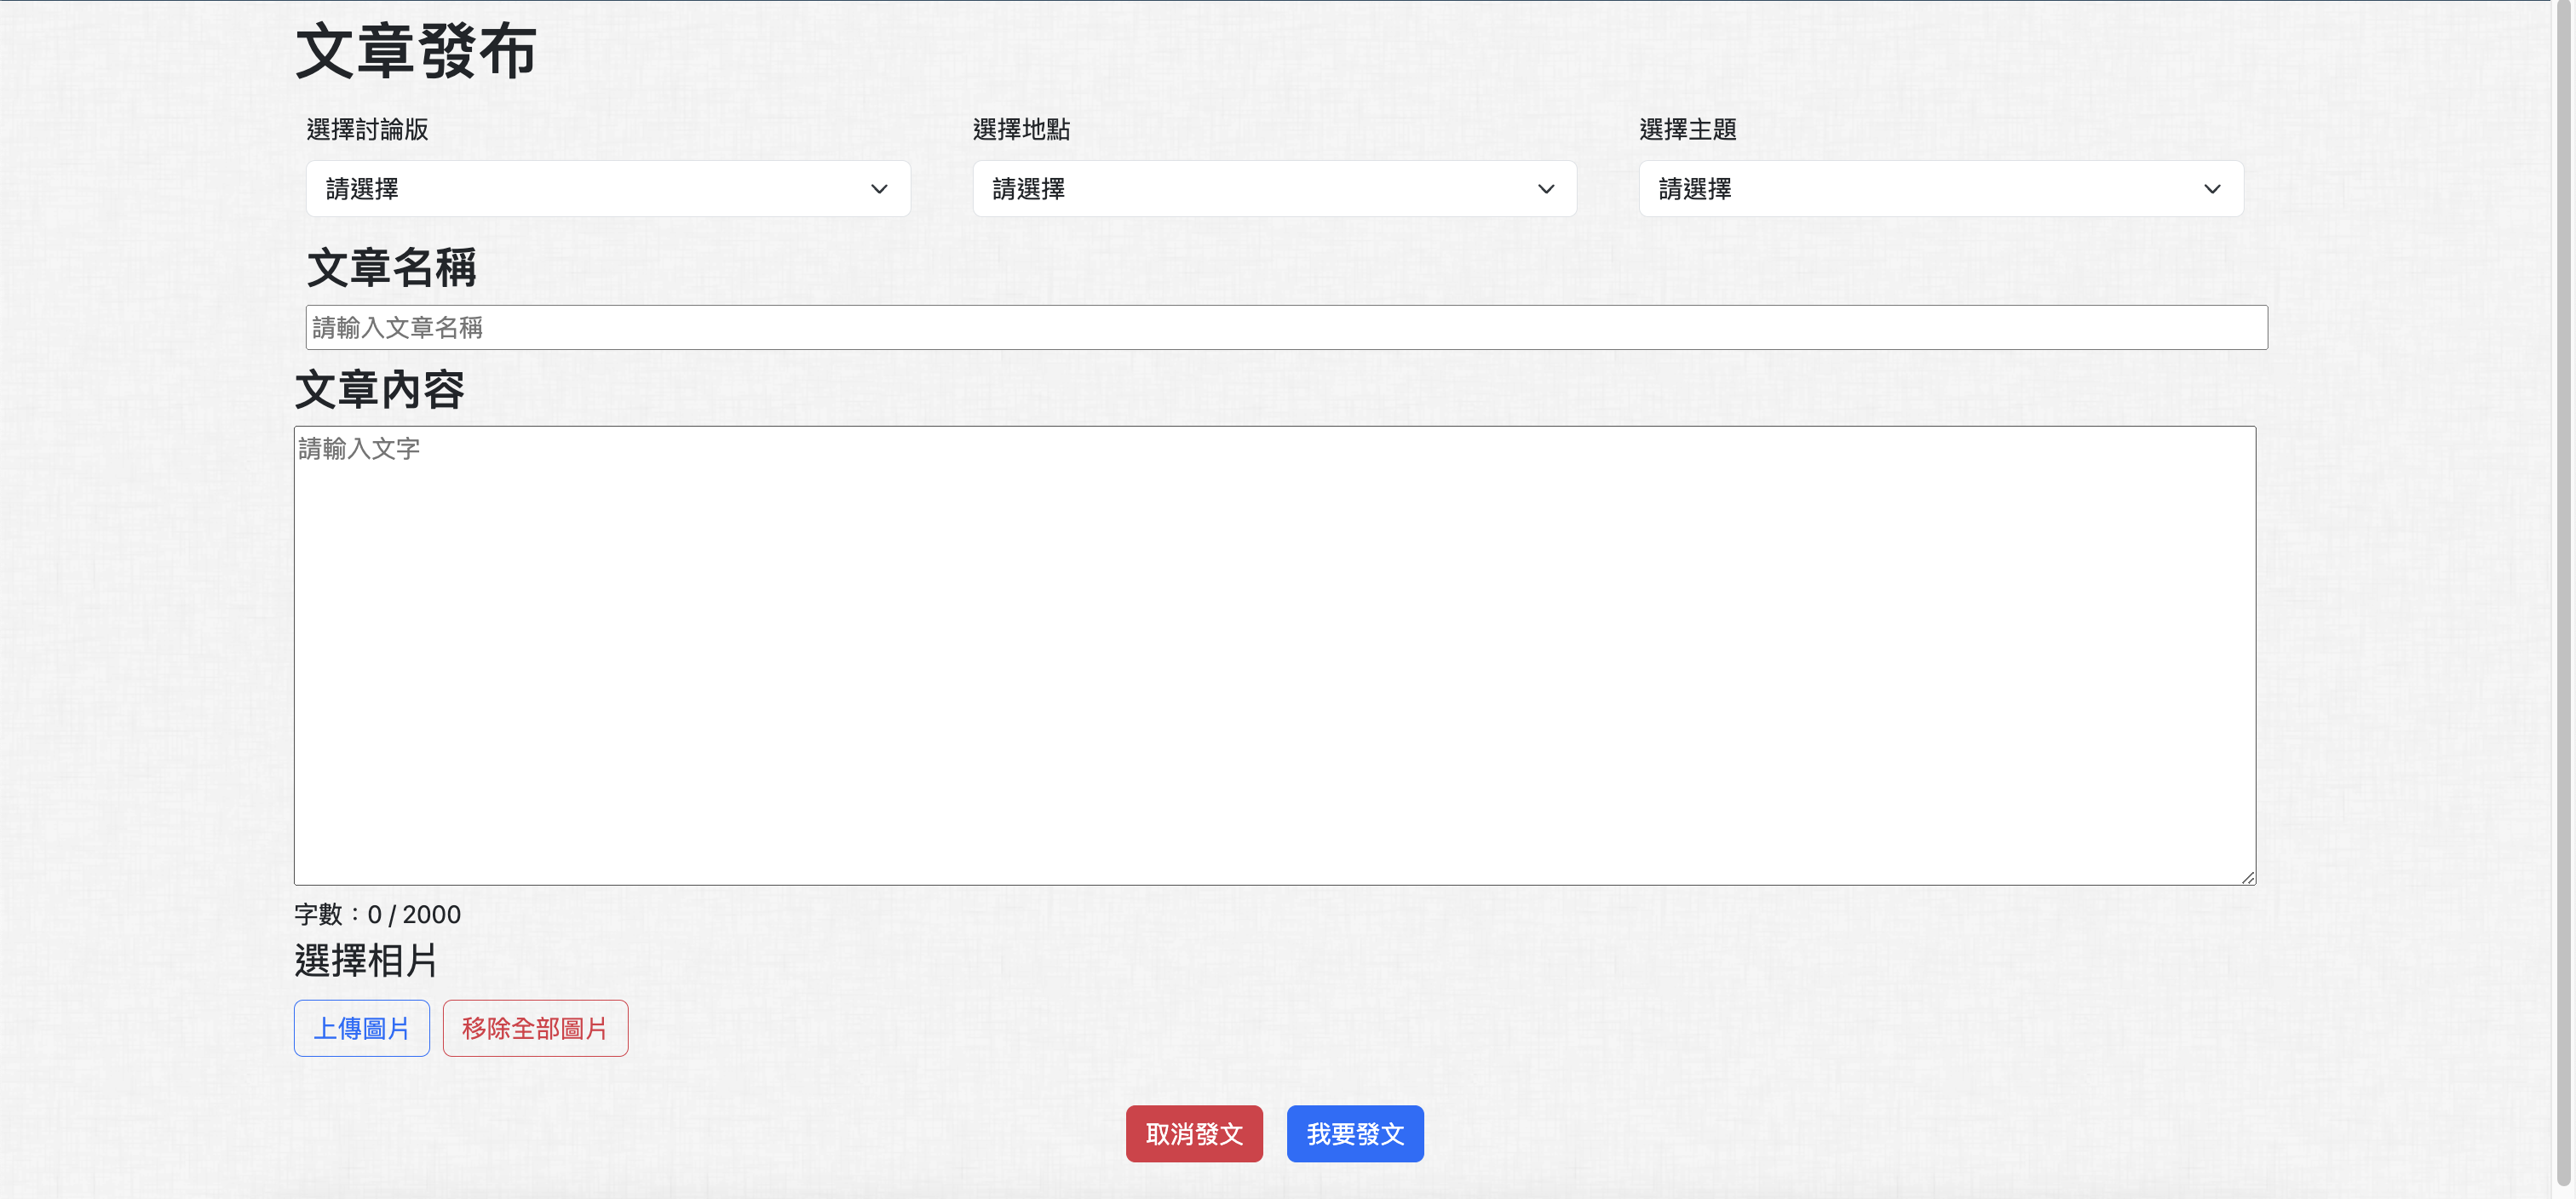 文章發布
選擇討論版 選擇地點 選擇主題
請選擇 請選擇 請選擇
文章名稱
請輸入文章名稱
文章內容
請輸入文字
字數：0 / 2000
選擇相片
上傳圖片 移除全部圖片
取消發文 我要發文